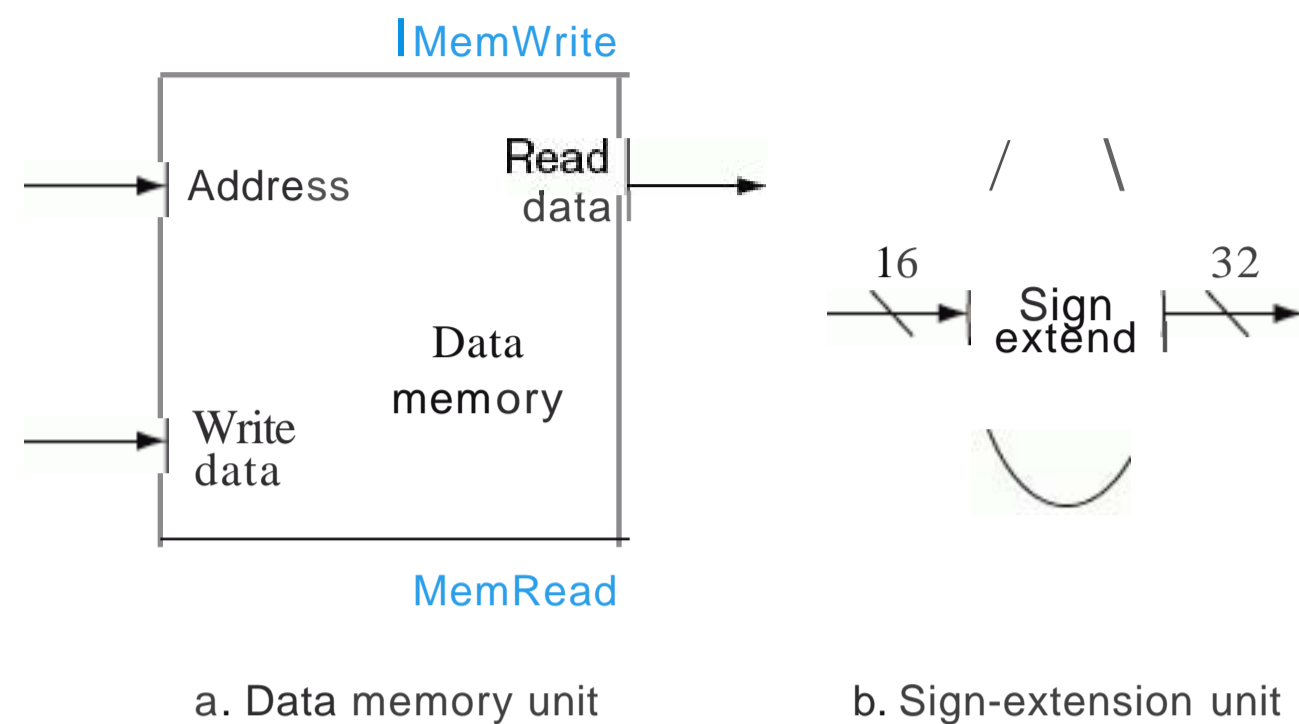 MemWrite
Address
Read
data
Data
memory
Write
data
MemRead
16
32
Sign
extend
a. Data memory unit
b. Sign-extension unit